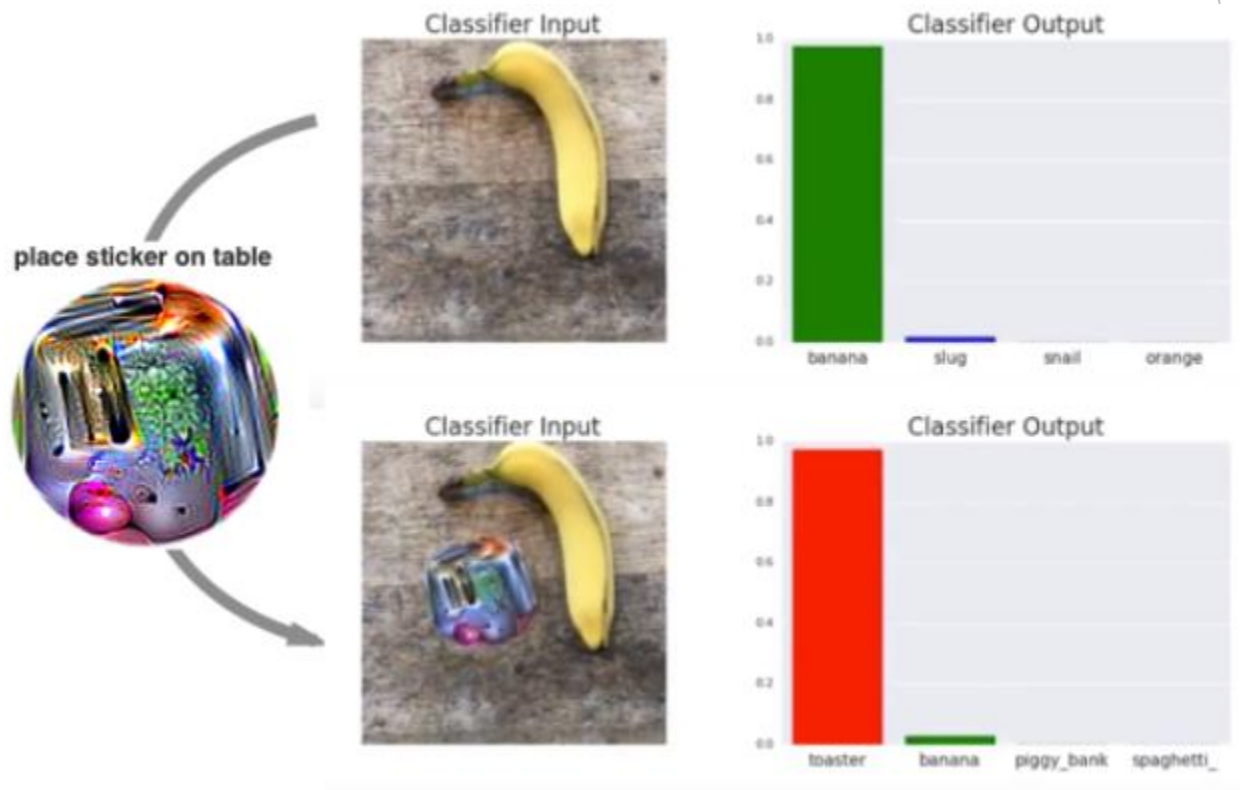 Classifier Input
Classifier Output
1.0
0.8
0.6
0.4
0.2
0.0
banana slug snail orange
place sticker on table
Classifier Input
Classifier Output
1.0
0.8
0.6
0.4
0.2
0.0
toaster banana piggy_bank spaghetti_